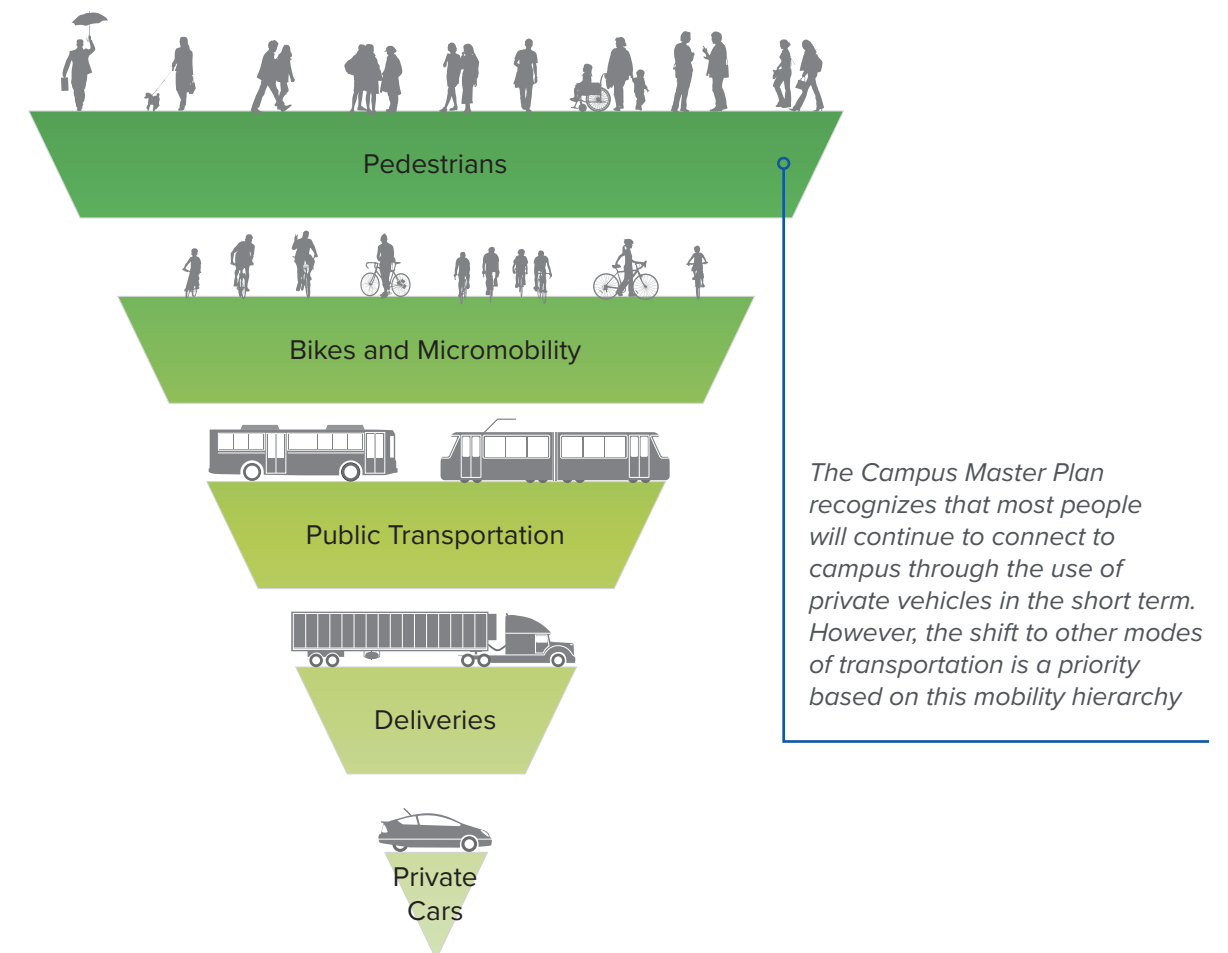 Pedestrians
Bikes and Micromobility
Public Transportation
Deliveries
Private
Cars
The Campus Master Plan
recognizes that most people
will continue to connect to
campus through the use of
private vehicles in the short term.
However, the shift to other modes
of transportation is a priority
based on this mobility hierarchy